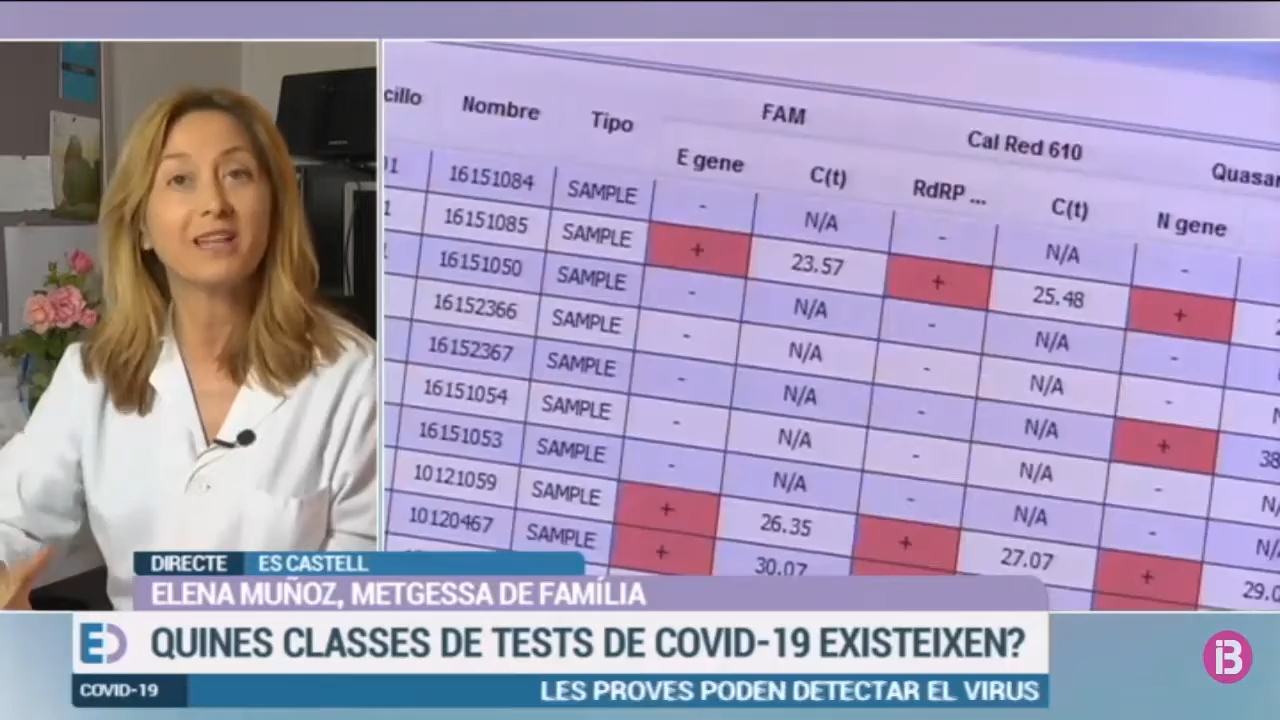 cillo Nombre Tipo FAM Cal Red 610 Quasar
E gene C(t) RdRP ... C(t) N gene
16151084 SAMPLE - N/A - N/A -
16151085 SAMPLE + 23.57 + 25.48 +
16151050 SAMPLE - N/A - N/A -
16152366 SAMPLE - N/A - N/A -
16152367 SAMPLE - N/A - N/A + 38
16151054 SAMPLE - N/A - N/A - N/
16151053 SAMPLE - N/A - N/A - N/
10121059 SAMPLE + 26.35 + 27.07 + 29.0
10120467 SAMPLE + 30.07
DIRECTE ES CASTELL
ELENA MUÑOZ, METGESSA DE FAMÍLIA
ED QUINES CLASSES DE TESTS DE COVID-19 EXISTEIXEN?
COVID-19 LES PROVES PODEN DETECTAR EL VIRUS
IB